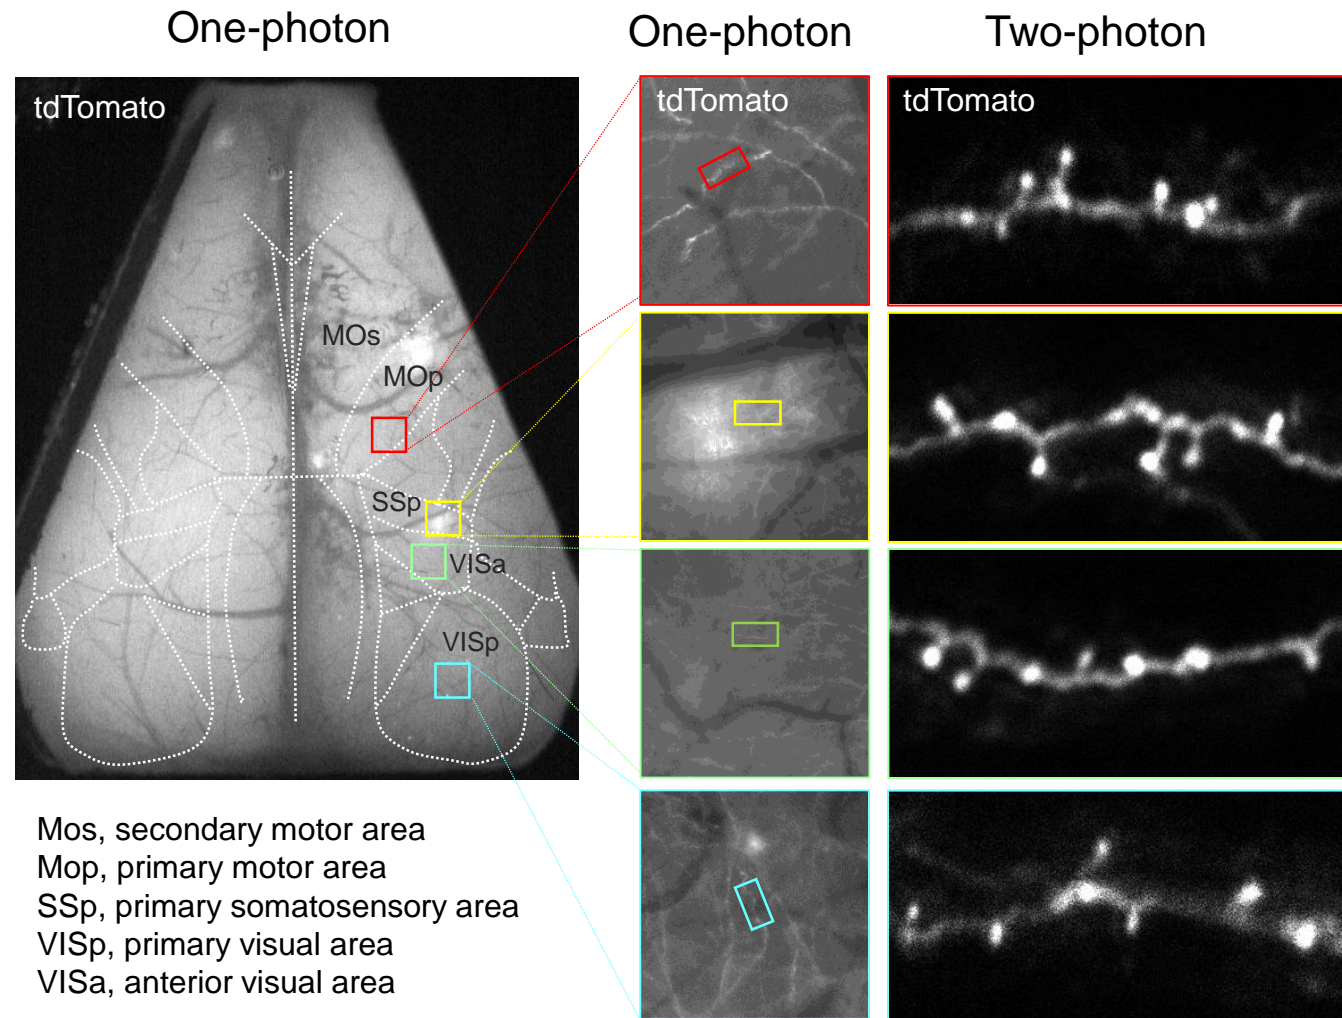 One-photon
One-photon
Two-photon
tdTomato
tdTomato
tdTomato
MOs
MOp
SSp
VISa
VISp
Mos, secondary motor area
Mop, primary motor area
SSp, primary somatosensory area
VISp, primary visual area
VISa, anterior visual area